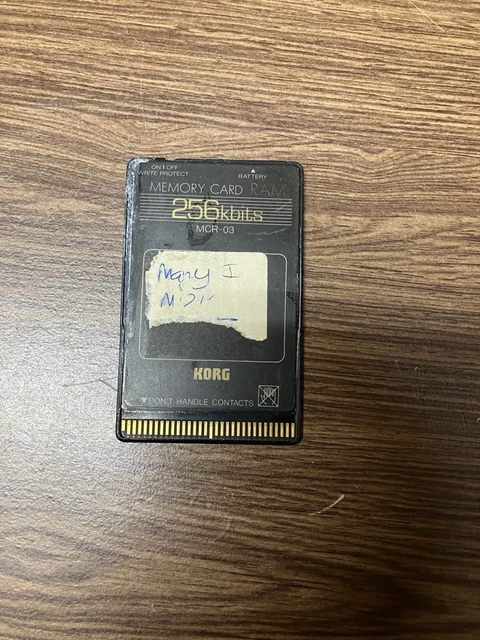 ON | OFF
WRITE PROTECT
▲
BATTERY
MEMORY CARD RAM
256kbits
MCR-03
I
KORG
▼DON'T HANDLE CONTACTS